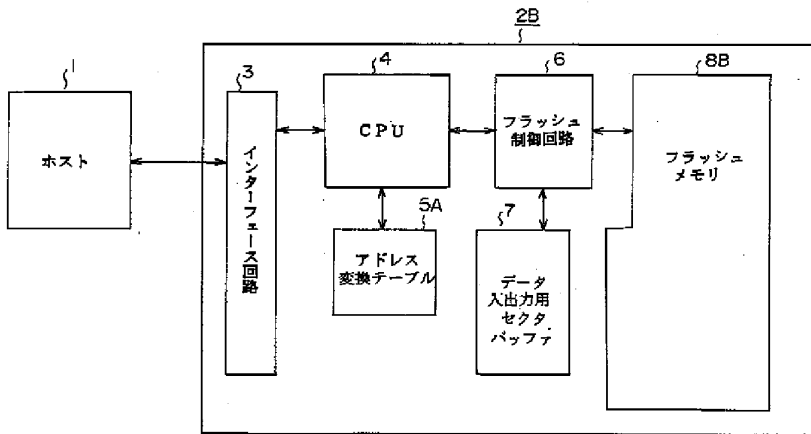 2B
1
ホスト
3
インターフェース回路
4
CPU
5A
アドレス
変換テーブル
6
フラッシュ
制御回路
7
データ
入出力用
セクタ
バッファ
8B
フラッシュ
メモリ